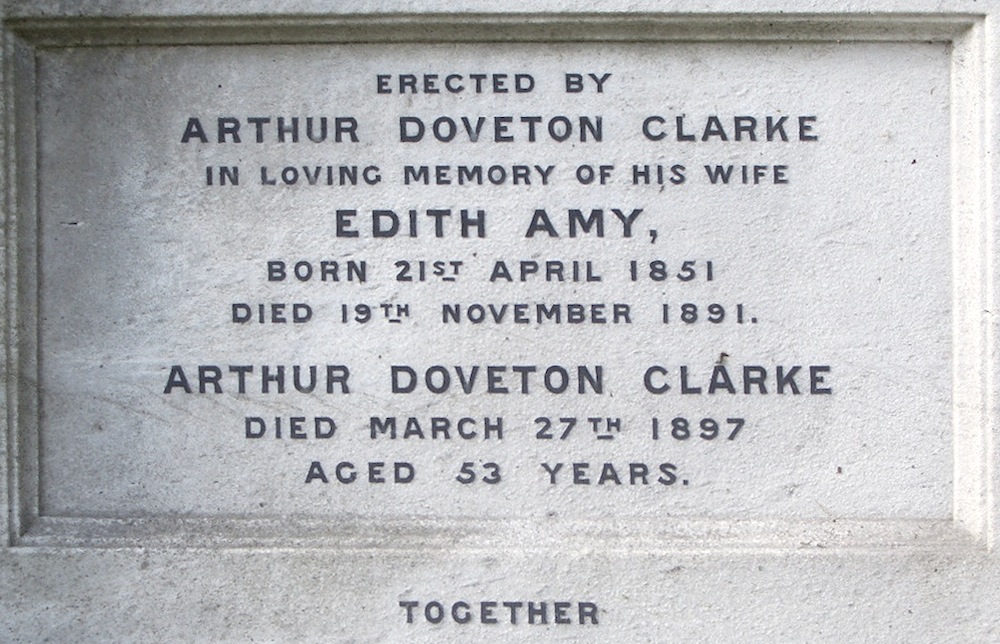 ERECTED BY
ARTHUR DOVETON CLARKE
IN LOVING MEMORY OF HIS WIFE
EDITH AMY,
BORN 21ST APRIL 1851
DIED 19TH NOVEMBER 1891.
ARTHUR DOVETON CLARKE
DIED MARCH 27TH 1897
AGED 53 YEARS.
TOGETHER